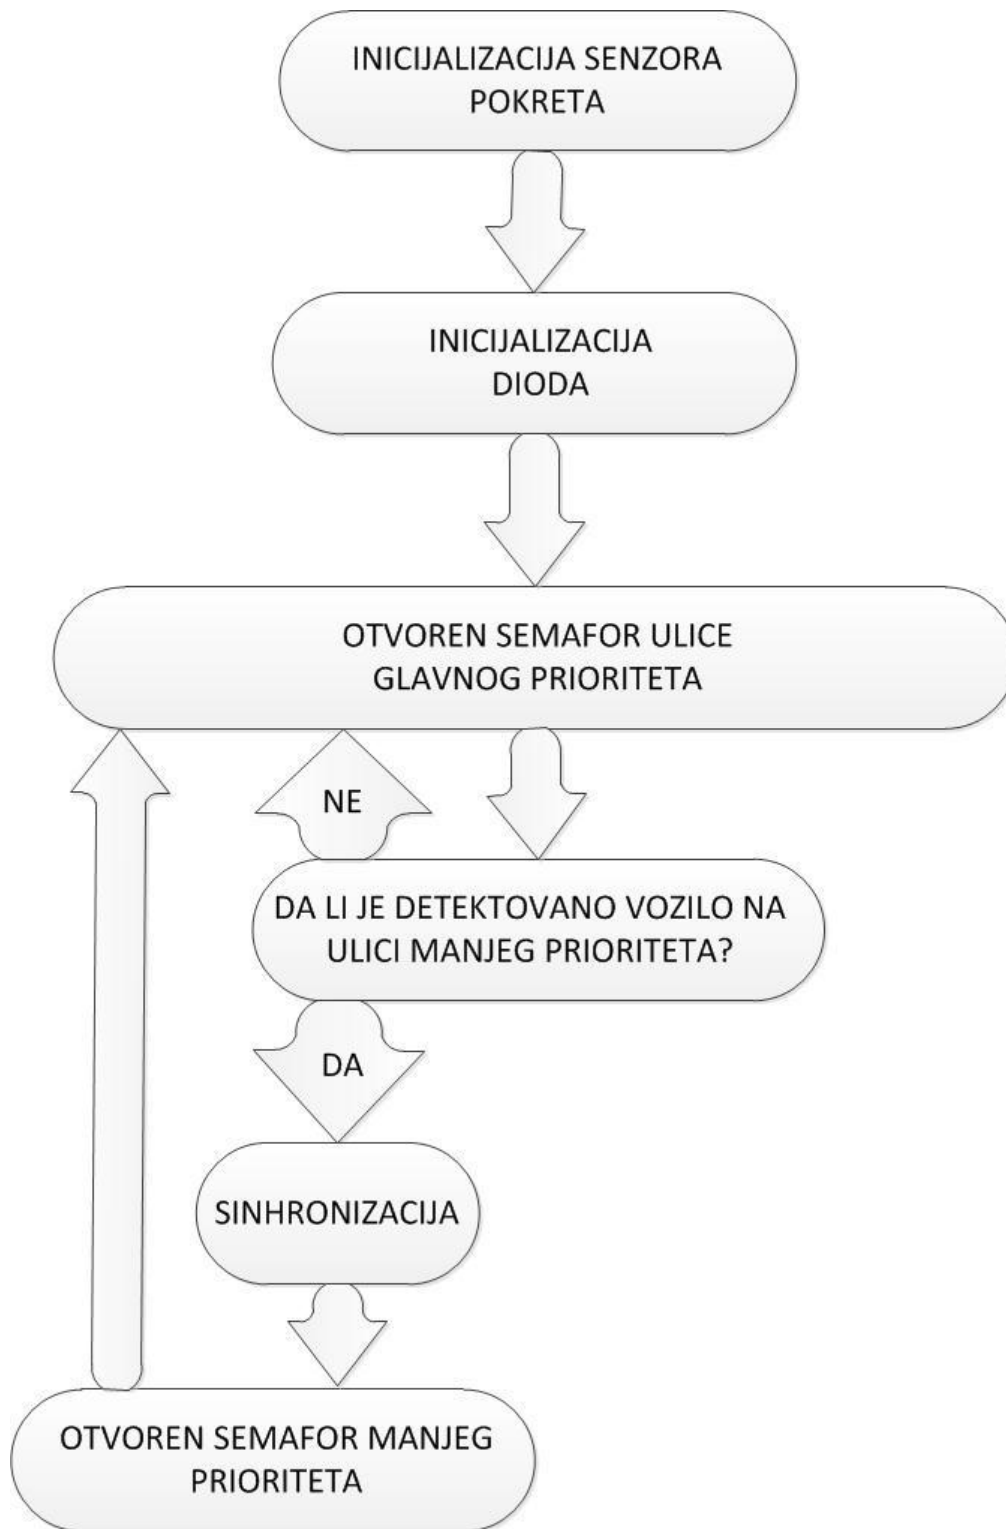 INICIJALIZACIJA SENZORA
POKRETA
INICIJALIZACIJA
DIODA
OTVOREN SEMAFOR ULICE
GLAVNOG PRIORITETA
NE
DA LI JE DETEKTOVANO VOZILO NA
ULICI MANJEG PRIORITETA?
DA
SINHRONIZACIJA
OTVOREN SEMAFOR MANJEG
PRIORITETA